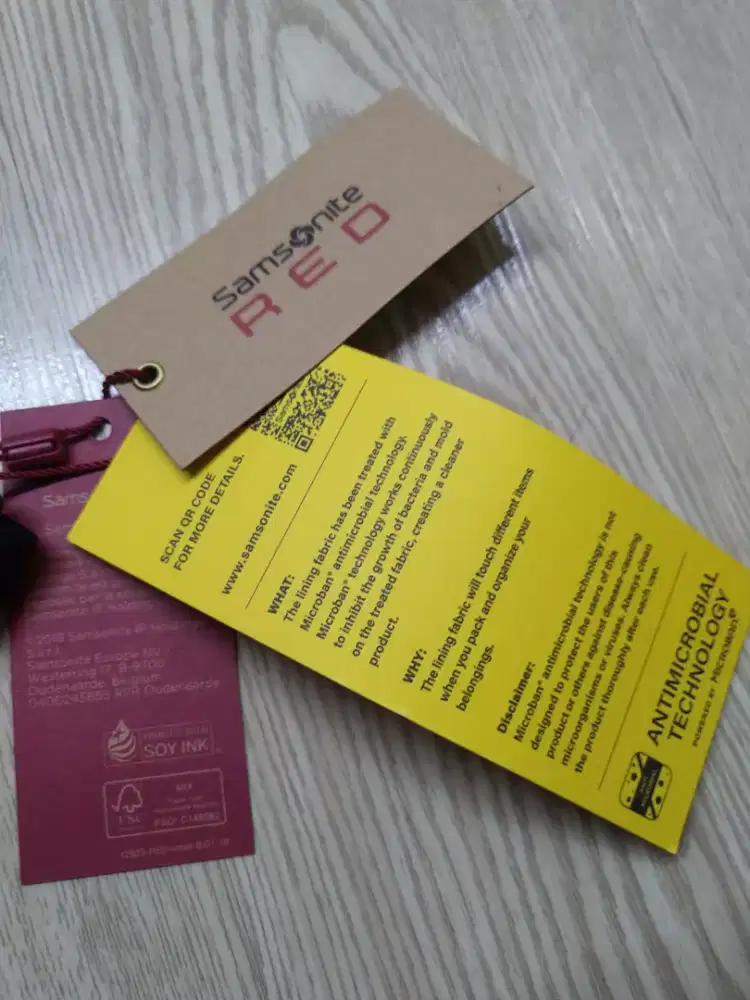 Samsonite
RED
SCAN QR CODE
FOR MORE DETAILS.
www.samsonite.com
WHAT:
The lining fabric has been treated with
Microban® antimicrobial technology.
Microban® technology works continuously
to inhibit the growth of bacteria and mold
on the treated fabric, creating a cleaner
product.
WHY:
The lining fabric will touch different items
when you pack and organize your
belongings.
Disclaimer:
Microban® antimicrobial technology is not
designed to protect the users of this
product or others against disease-causing
microorganisms or viruses. Always clean
the product thoroughly after each use.
ANTIMICROBIAL
TECHNOLOGY
POWERED BY MICROBAN®
Sams
©2018 Samsonite IP Holdings
S.a.r.l.
Samsonite Europe NV
Westerring 17, B-9700
Oudenaarde, Belgium
RPR Oudenaarde
SOY INK
FSC
MIX